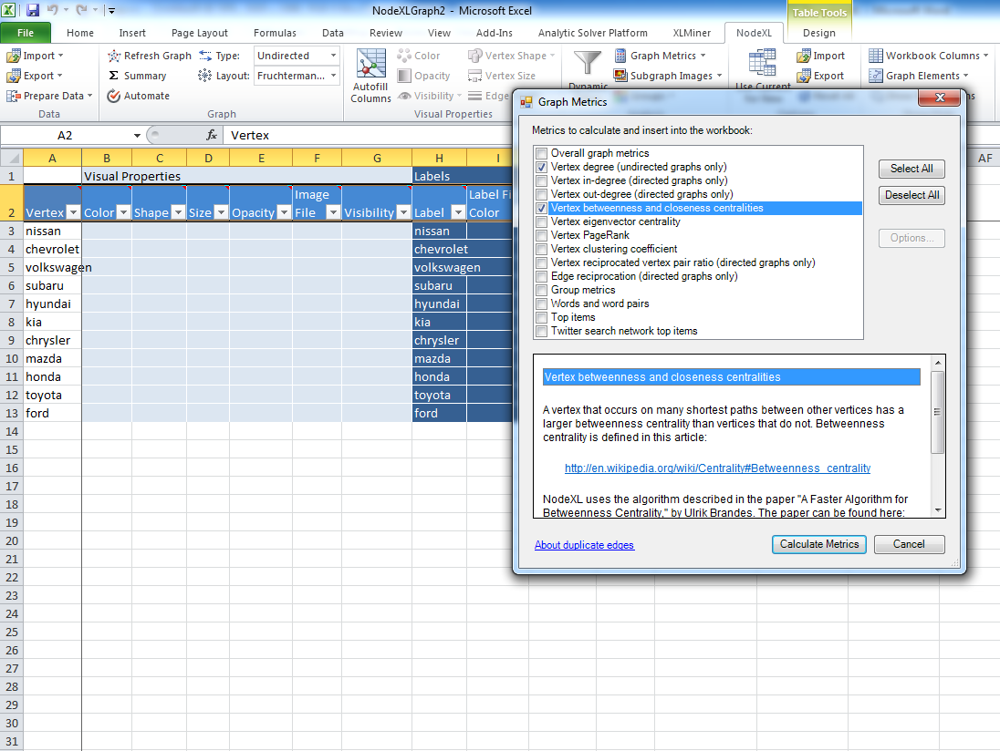 NodeXLGraph2 - Microsoft Excel
Table Tools
File Home Insert Page Layout Formulas Data Review View Add-Ins Analytic Solver Platform XLMiner NodeXL Design
Import Refresh Graph Type: Undirected Color Vertex Shape Graph Metrics Import Workbook Columns
Export Summary Layout: Fruchterman... Opacity Vertex Size Subgraph Images Export Graph Elements
Prepare Data Automate Autofill Columns Visibility Edge Dynamic Use Current
Data Graph Visual Properties
A2 fx Vertex
A B C D E F G H I AF
1 Visual Properties Labels
2 Vertex Color Shape Size Opacity Image File Visibility Label Label Fi Color
3 nissan nissan
4 chevrolet chevrolet
5 volkswagen volkswagen
6 subaru subaru
7 hyundai hyundai
8 kia kia
9 chrysler chrysler
10 mazda mazda
11 honda honda
12 toyota toyota
13 ford ford
14
15
16
17
18
19
20
21
22
23
24
25
26
27
28
29
30
31
Graph Metrics
Metrics to calculate and insert into the workbook:
Overall graph metrics
Vertex degree (undirected graphs only)
Vertex in-degree (directed graphs only)
Vertex out-degree (directed graphs only)
Vertex betweenness and closeness centralities
Vertex eigenvector centrality
Vertex PageRank
Vertex clustering coefficient
Vertex reciprocated vertex pair ratio (directed graphs only)
Edge reciprocation (directed graphs only)
Group metrics
Words and word pairs
Top items
Twitter search network top items
Select All
Deselect All
Options...
Vertex betweenness and closeness centralities
A vertex that occurs on many shortest paths between other vertices has a
larger betweenness centrality than vertices that do not. Betweenness
centrality is defined in this article:
http://en.wikipedia.org/wiki/Centrality#Betweenness_centrality
NodeXL uses the algorithm described in the paper "A Faster Algorithm for
Betweenness Centrality," by Ulrik Brandes. The paper can be found here:
About duplicate edges Calculate Metrics Cancel